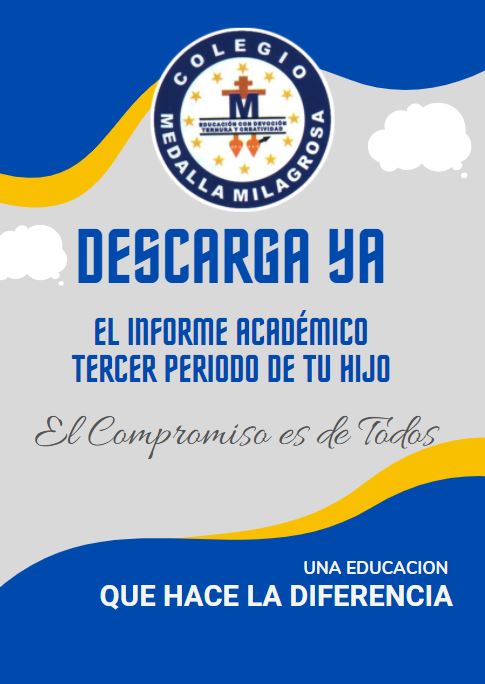 COLEGIO
MEDALLA MILAGROSA
M
EDUCACIÓN CON DEVOCIÓN
TERNURA Y CREATIVIDAD
DESCARGA YA
EL INFORME ACADÉMICO
TERCER PERIODO DE TU HIJO
El Compromiso es de Todos
UNA EDUCACION
QUE HACE LA DIFERENCIA